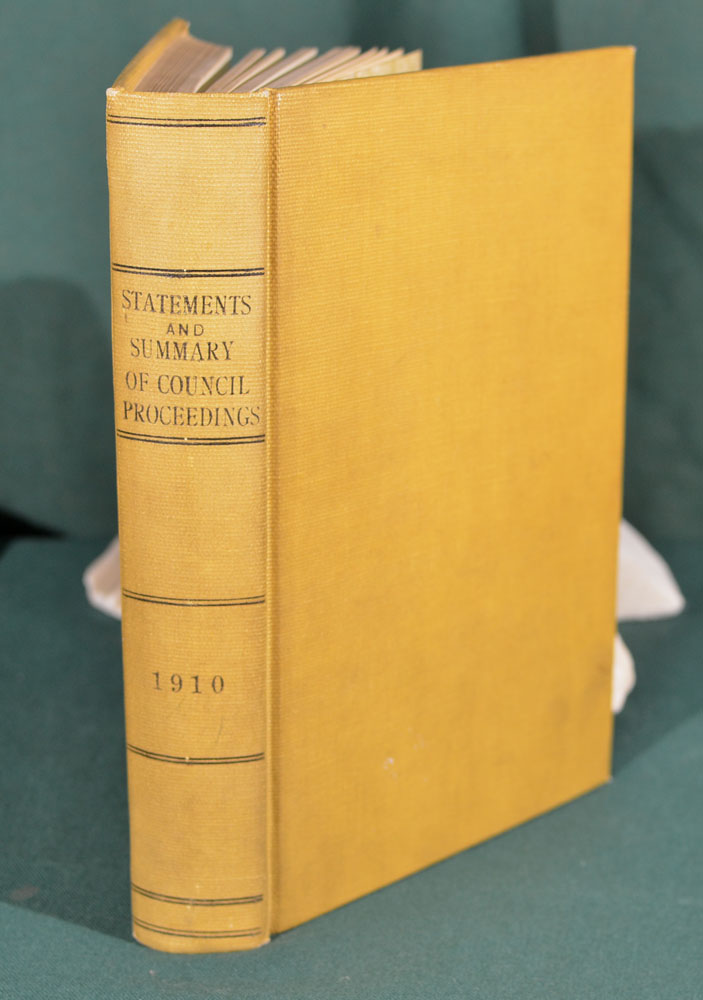 STATEMENTS
AND
SUMMARY
OF COUNCIL
PROCEEDINGS
1910